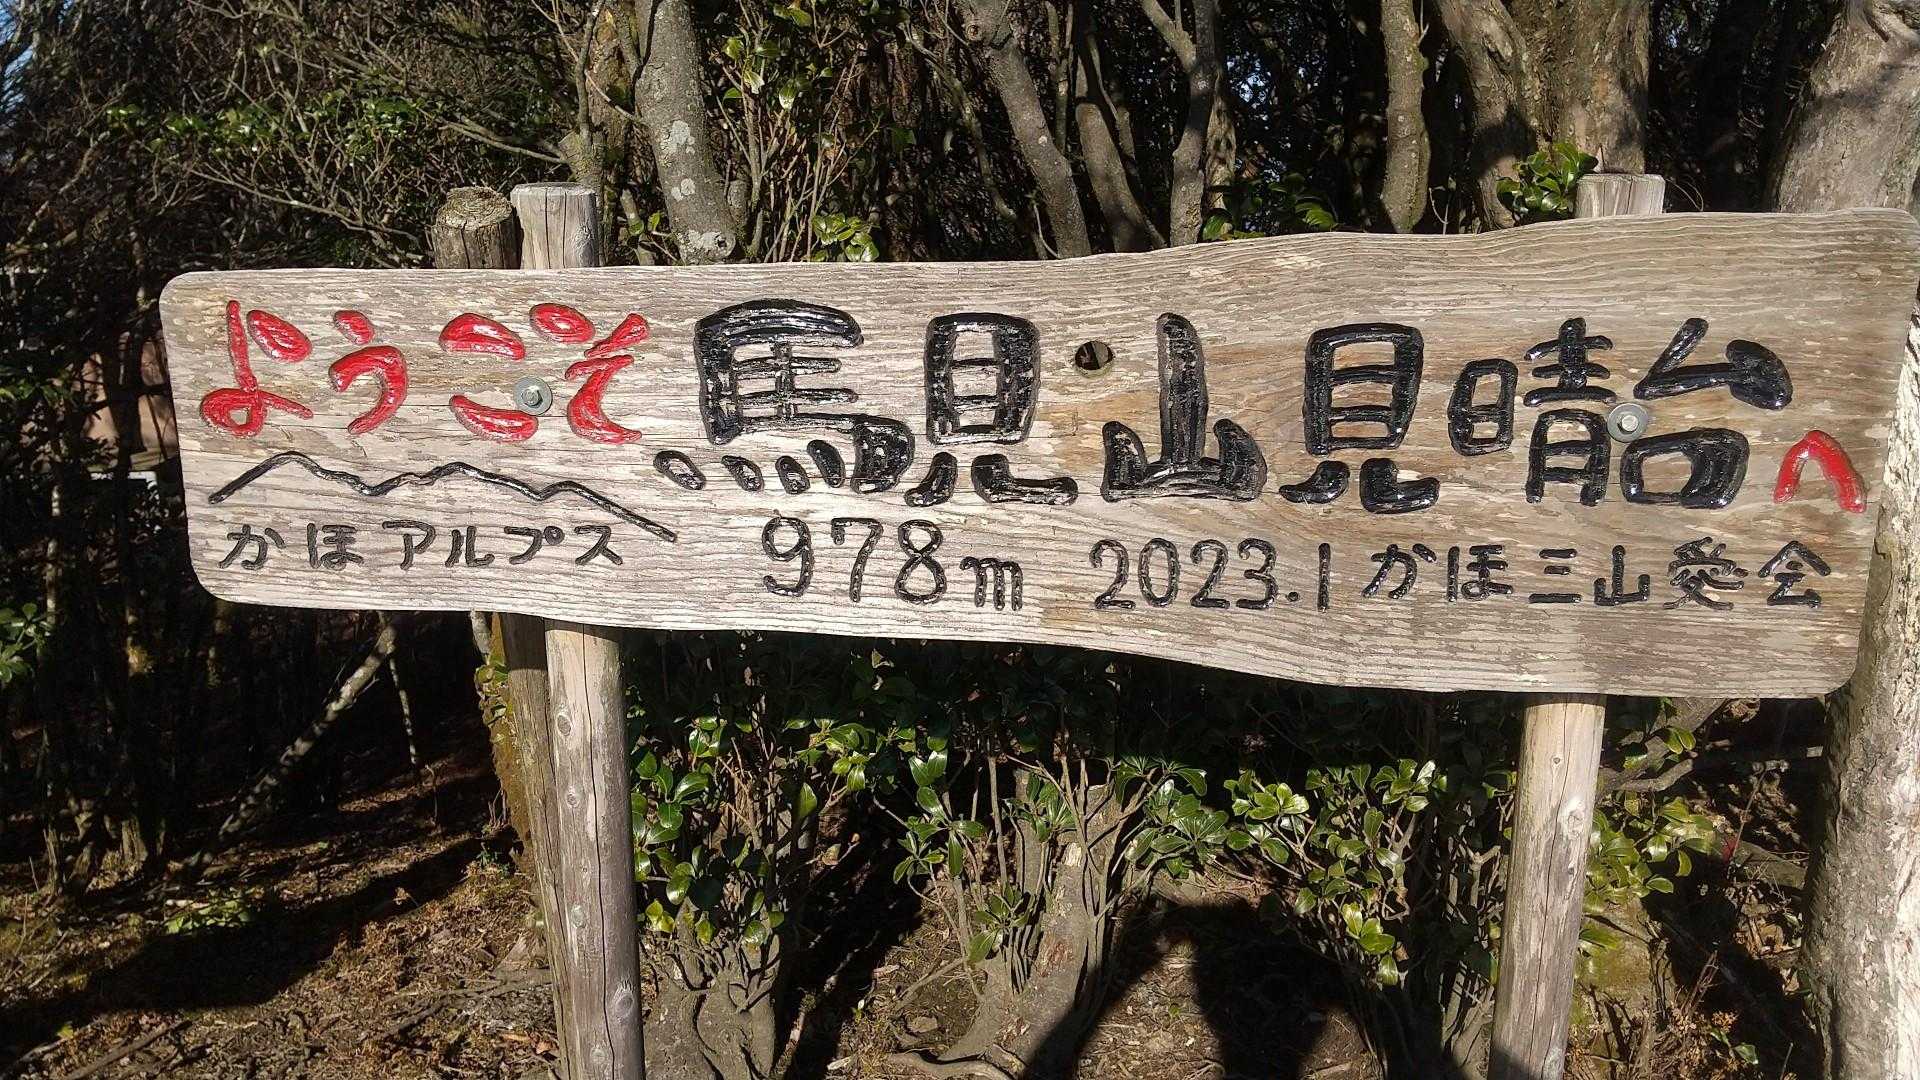 ようこそ馬見山見晴台へ
かほアルプス 978m 2023.1 かほ三山愛会